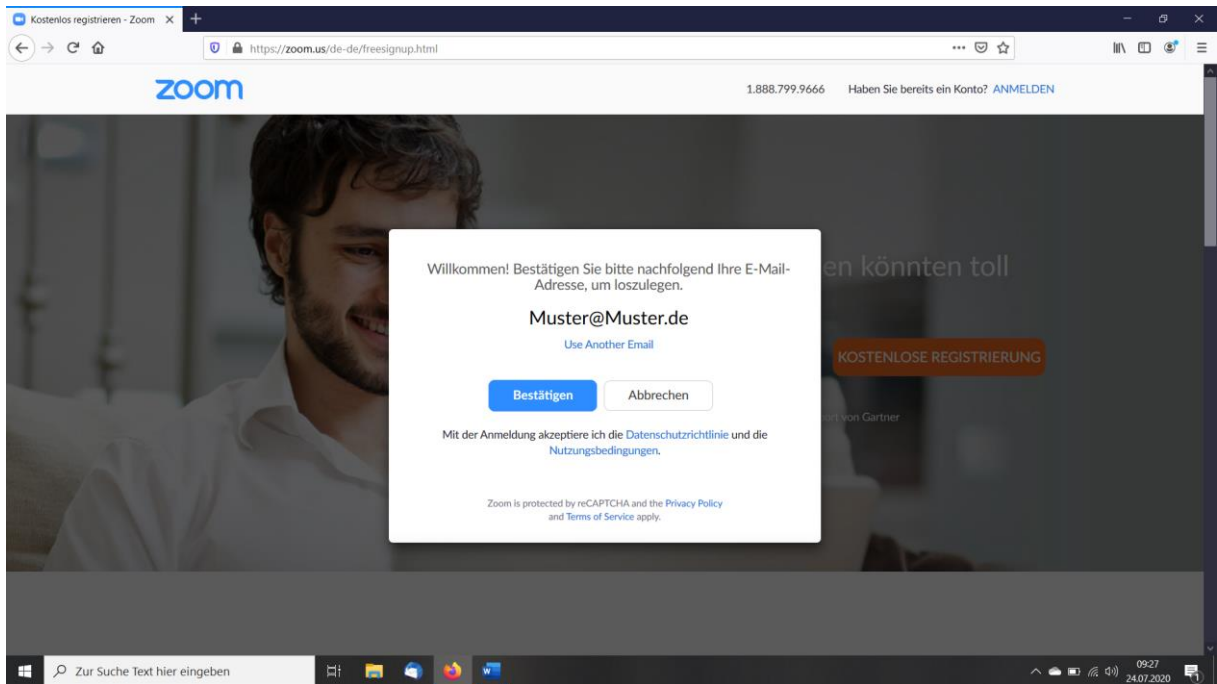 Kostenlos registrieren - Zoom
https://zoom.us/de-de/freesignup.html
zoom
1.888.799.9666 Haben Sie bereits ein Konto? ANMELDEN
en könnten toll
KOSTENLOSE REGISTRIERUNG
von Gartner
Willkommen! Bestätigen Sie bitte nachfolgend Ihre E-Mail-
Adresse, um loszulegen.
Muster@Muster.de
Use Another Email
Bestätigen Abbrechen
Mit der Anmeldung akzeptiere ich die Datenschutzrichtlinie und die
Nutzungsbedingungen.
Zoom is protected by reCAPTCHA and the Privacy Policy
and Terms of Service apply.
Zur Suche Text hier eingeben
09:27
24.07.2020